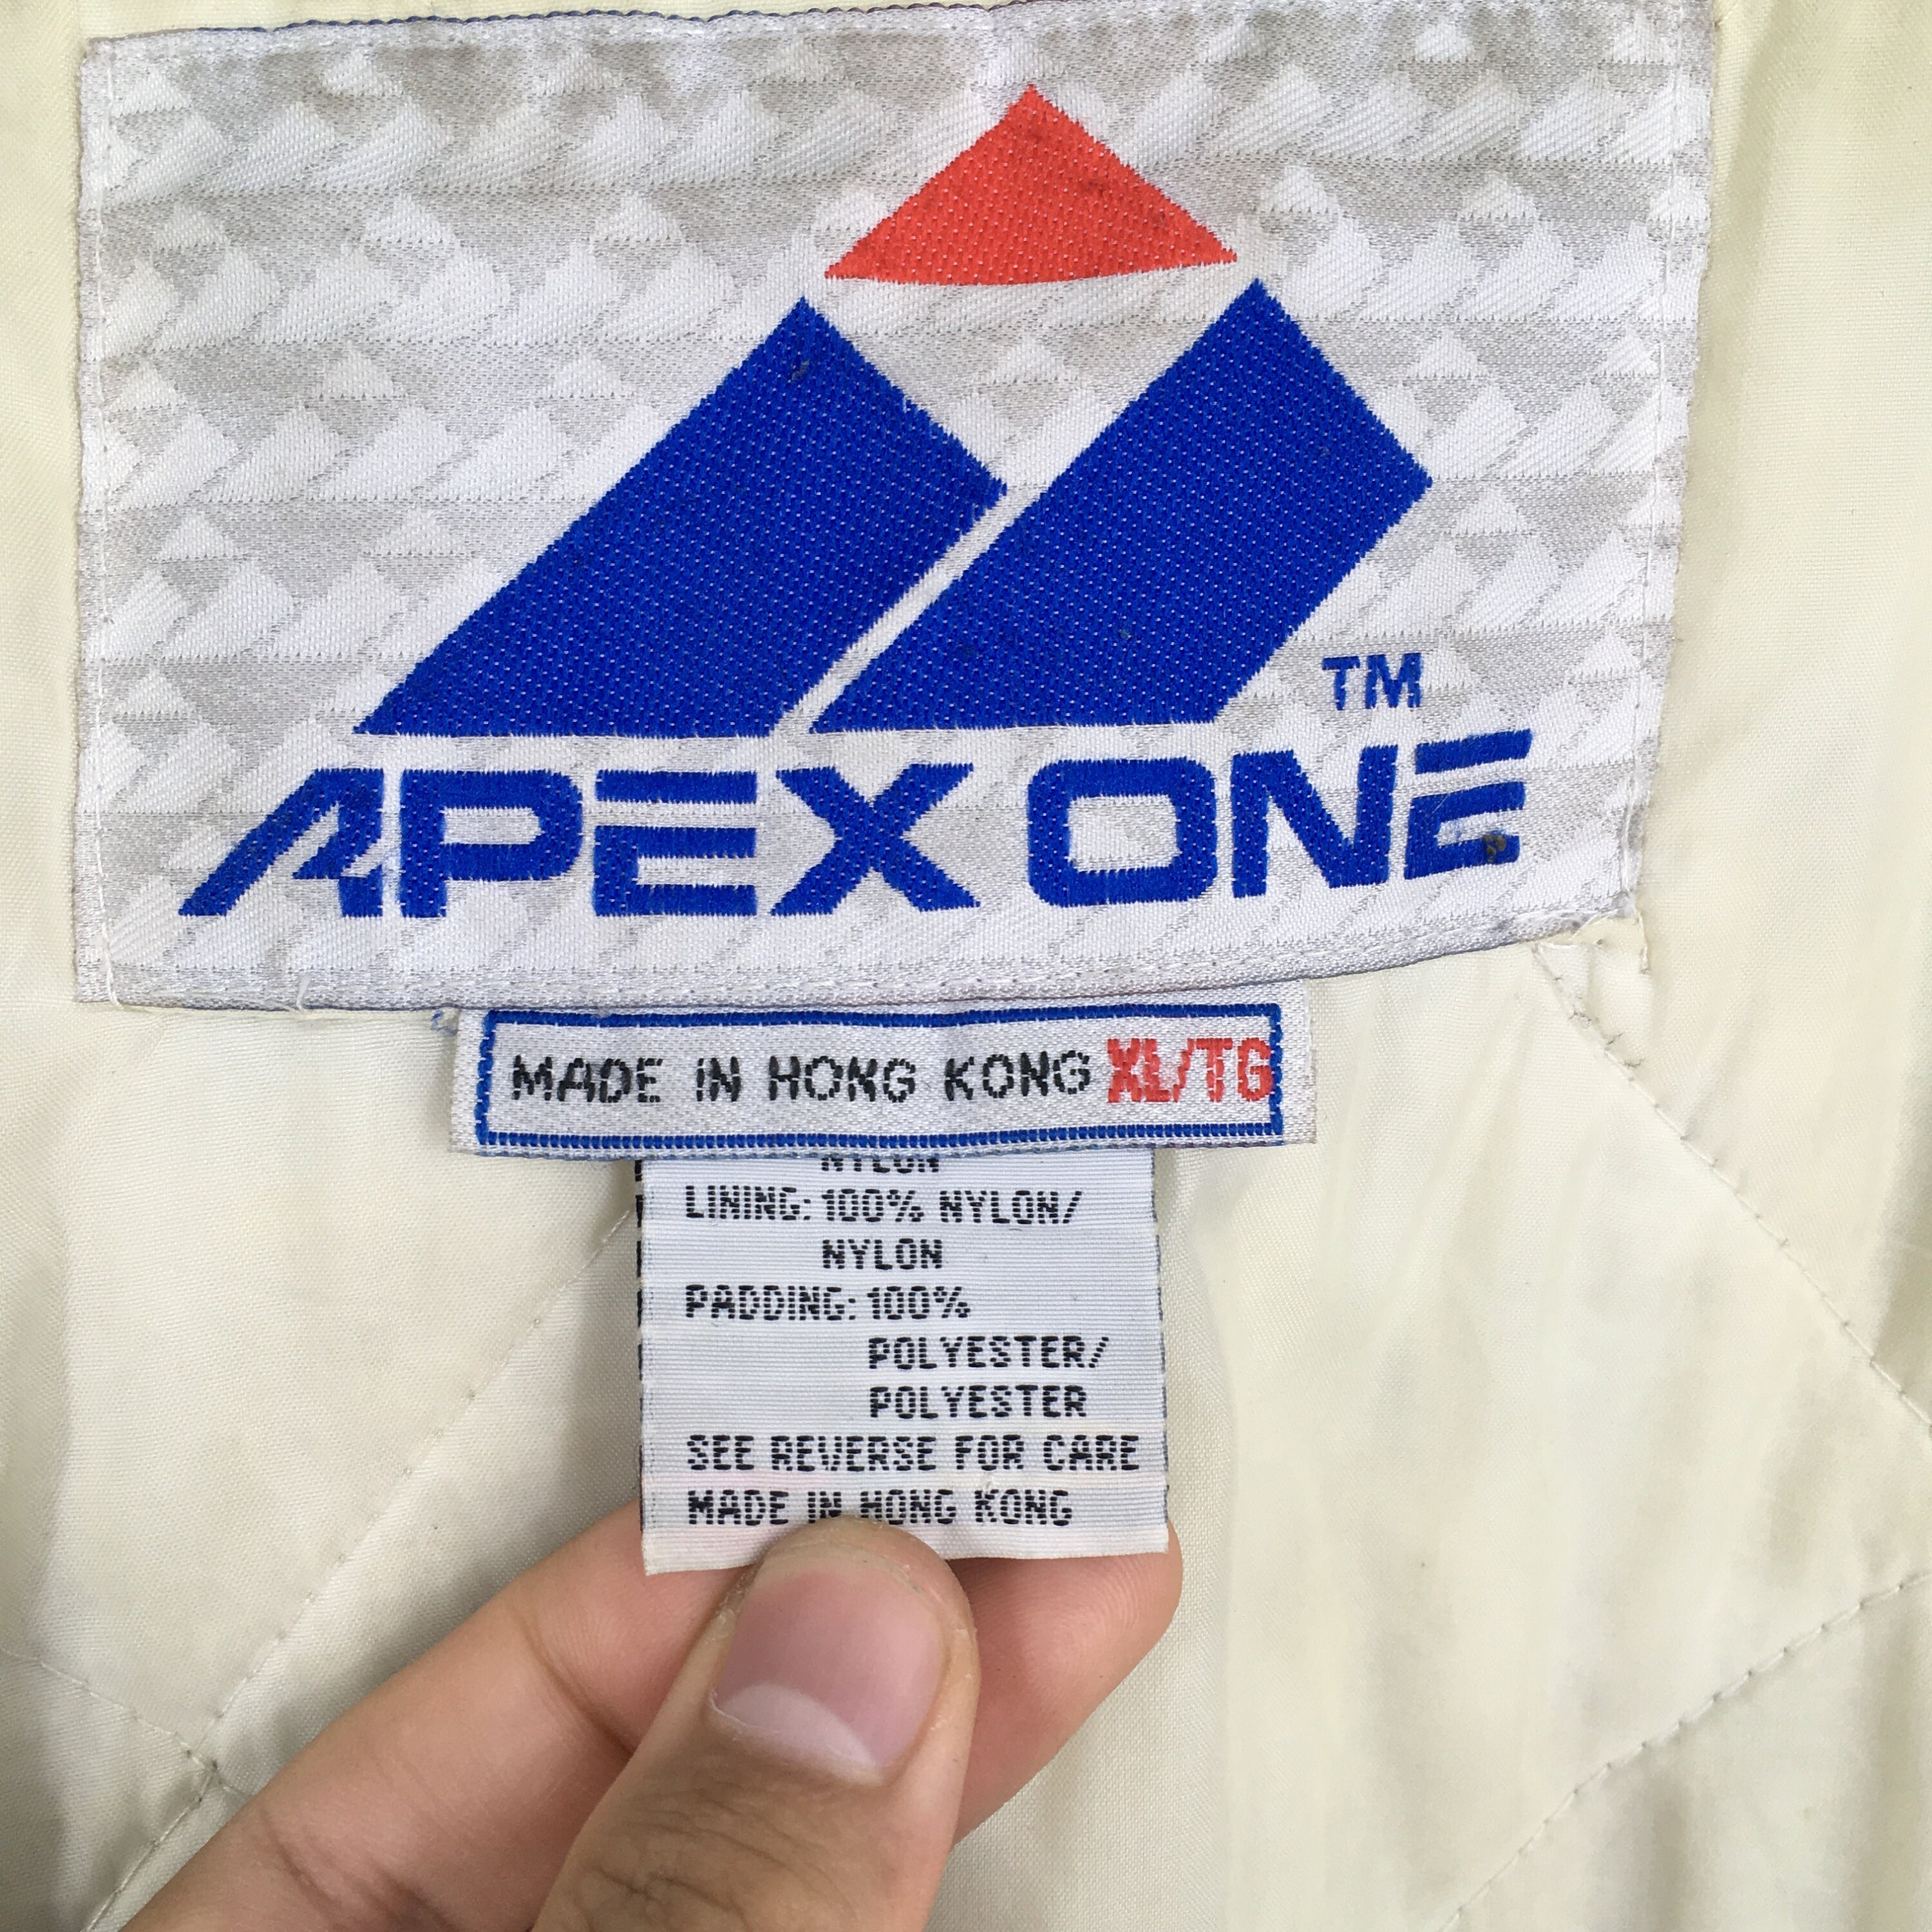 TM
APEX ONE
MADE IN HONG KONG XL/TG
NYLON
LINING: 100% NYLON/
NYLON
PADDING: 100%
POLYESTER/
POLYESTER
SEE REVERSE FOR CARE
MADE IN HONG KONG